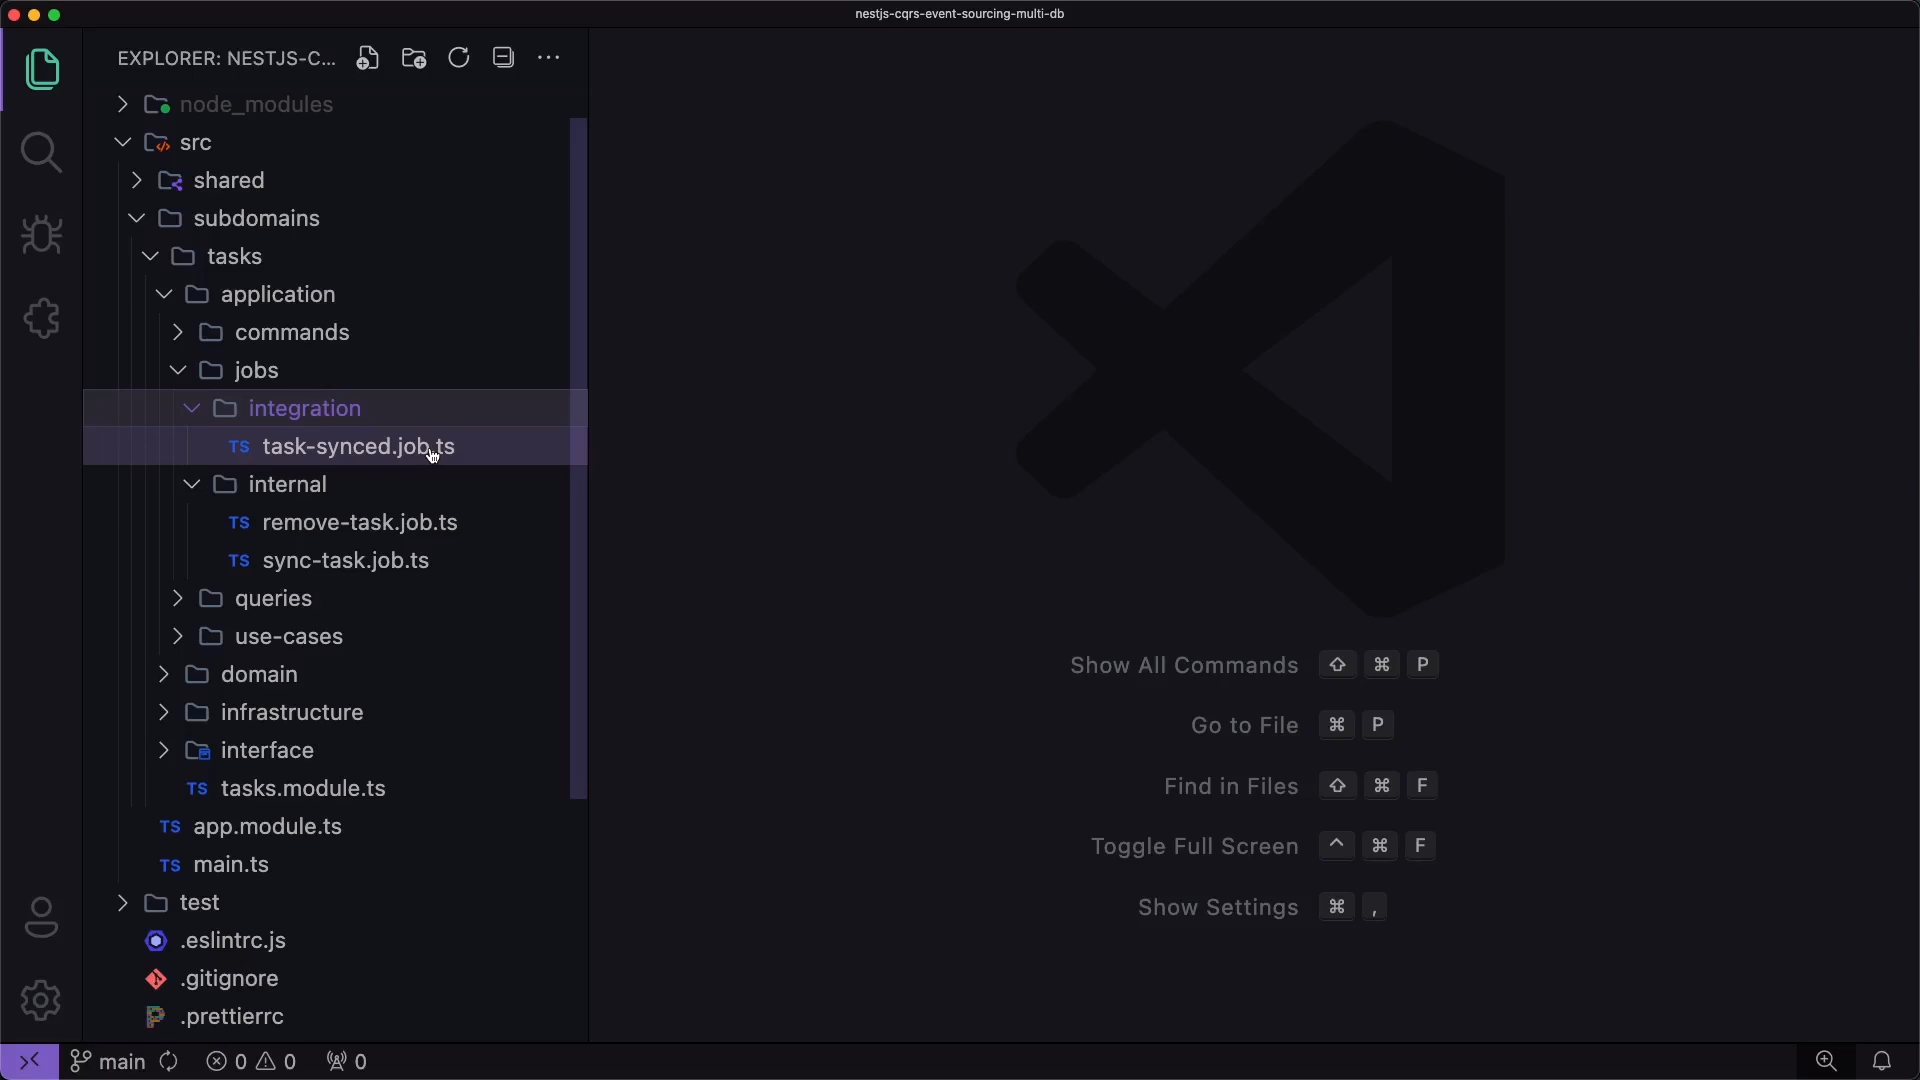 nestjs-cqrs-event-sourcing-multi-db
EXPLORER: NESTJS-C...
node_modules
src
shared
subdomains
tasks
application
commands
jobs
integration
TS task-synced.job.ts
internal
TS remove-task.job.ts
TS sync-task.job.ts
queries
use-cases
domain
infrastructure
interface
TS tasks.module.ts
TS app.module.ts
TS main.ts
test
.eslintrc.js
.gitignore
.prettierrc
Show All Commands ⇧ ⌘ P
Go to File ⌘ P
Find in Files ⇧ ⌘ F
Toggle Full Screen ^ ⌘ F
Show Settings ⌘ ,
main 0 0 0